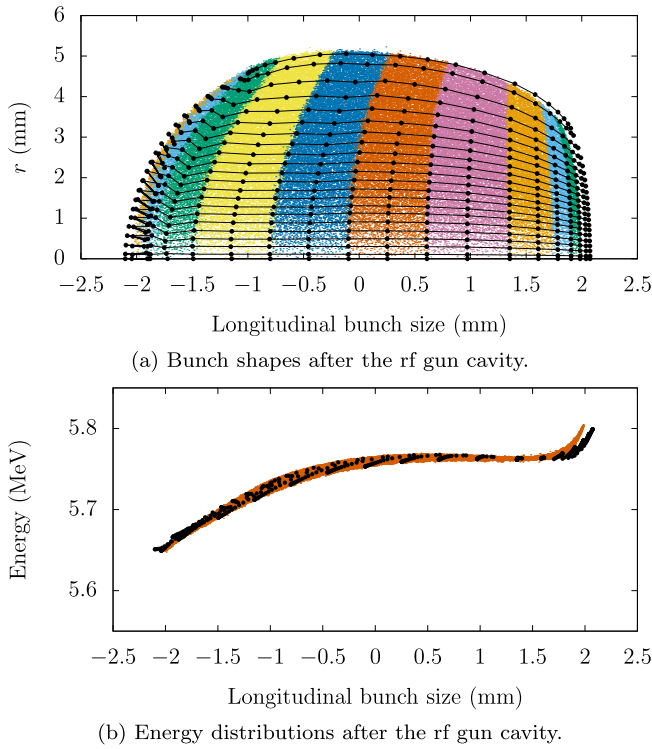 6
5
4
3
2
1
0
r (mm)
−2.5 −2 −1.5 −1 −0.5 0 0.5 1 1.5 2 2.5
Longitudinal bunch size (mm)
(a) Bunch shapes after the rf gun cavity.
5.8
5.7
5.6
Energy (MeV)
−2.5 −2 −1.5 −1 −0.5 0 0.5 1 1.5 2 2.5
Longitudinal bunch size (mm)
(b) Energy distributions after the rf gun cavity.